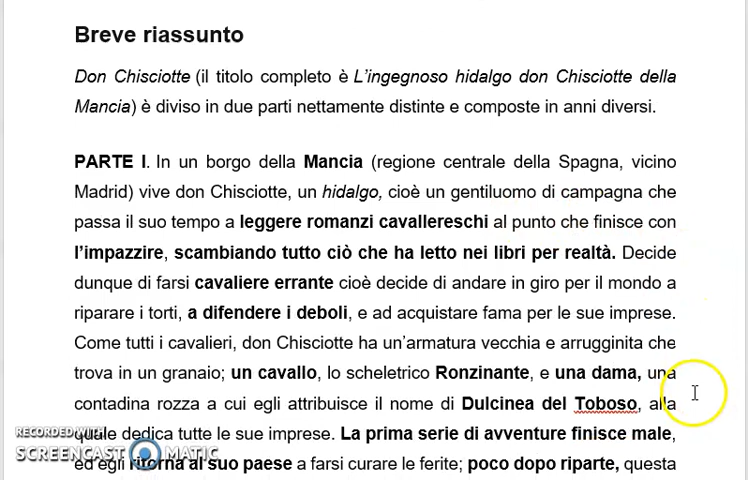 Breve riassunto
Don Chisciotte (il titolo completo è L'ingegnoso hidalgo don Chisciotte della
Mancia) è diviso in due parti nettamente distinte e composte in anni diversi.
PARTE I. In un borgo della Mancia (regione centrale della Spagna, vicino
Madrid) vive don Chisciotte, un hidalgo, cioè un gentiluomo di campagna che
passa il suo tempo a leggere romanzi cavallereschi al punto che finisce con
l'impazzire, scambiando tutto ciò che ha letto nei libri per realtà. Decide
dunque di farsi cavaliere errante cioè decide di andare in giro per il mondo a
riparare i torti, a difendere i deboli, e ad acquistare fama per le sue imprese.
Come tutti i cavalieri, don Chisciotte ha un'armatura vecchia e arrugginita che
trova in un granaio; un cavallo, lo scheletrico Ronzinante, e una dama, una
contadina rozza a cui egli attribuisce il nome di Dulcinea del Toboso, alla
quale dedica tutte le sue imprese. La prima serie di avventure finisce male,
ed egli ritorna al suo paese a farsi curare le ferite; poco dopo riparte, questa
RECORDED WITH
SCREENCAST MATIC